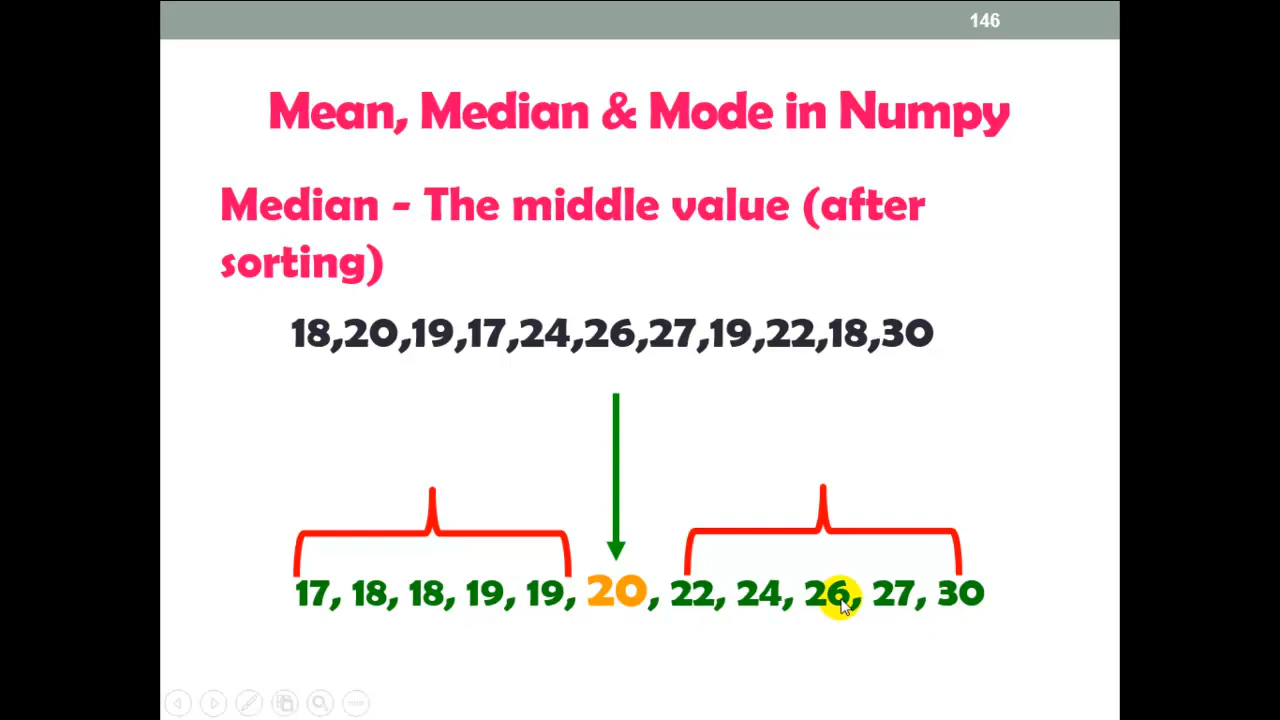 146
Mean, Median & Mode in Numpy
Median - The middle value (after
sorting)
18,20,19,17,24,26,27,19,22,18,30
17, 18, 18, 19, 19, 20, 22, 24, 26, 27, 30